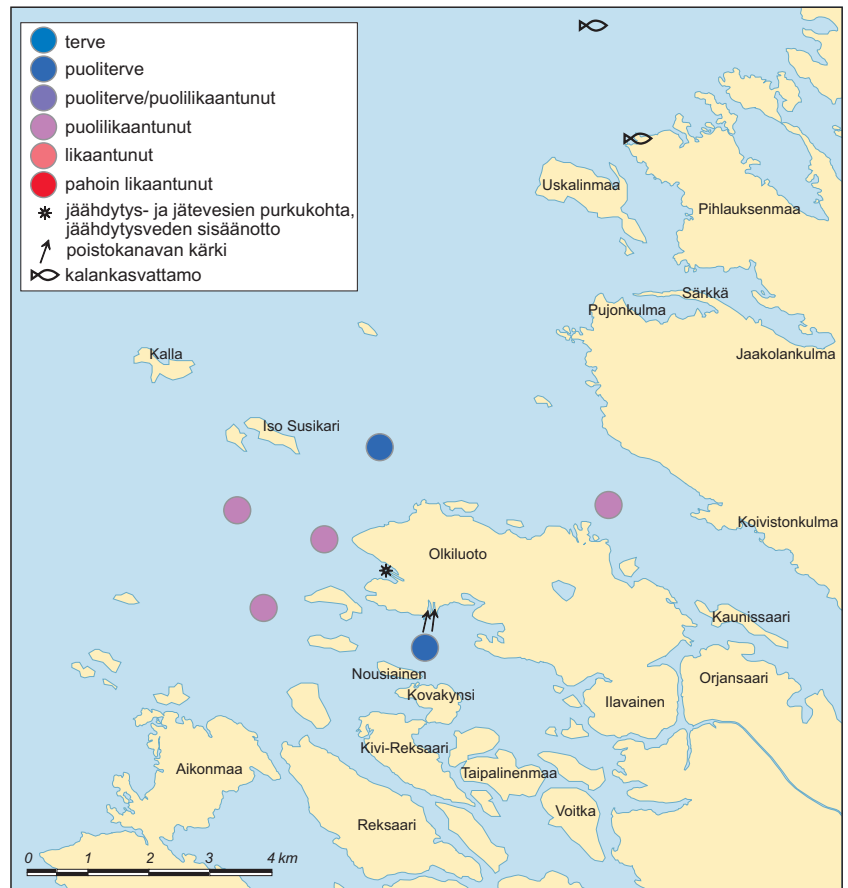 terve
puoliterve
puoliterve/puolilikaantunut
puolilikaantunut
likaantunut
pahoin likaantunut
jäähdytys- ja jätevesien purkukohta,
jäähdytysveden sisäänotto
poistokanavan kärki
kalankasvattamo
Uskalinmaa
Pihlauksenmaa
Särkkä
Pujonkulma
Jaakolankulma
Kalla
Iso Susikari
Koivistonkulma
Olkiluoto
Kaunissaari
Nousiainen
Orjansaari
Kovakynsi
Ilavainen
Kivi-Reksaari
Aikonmaa
Taipalinenmaa
Voitka
Reksaari
0 1 2 3 4 km